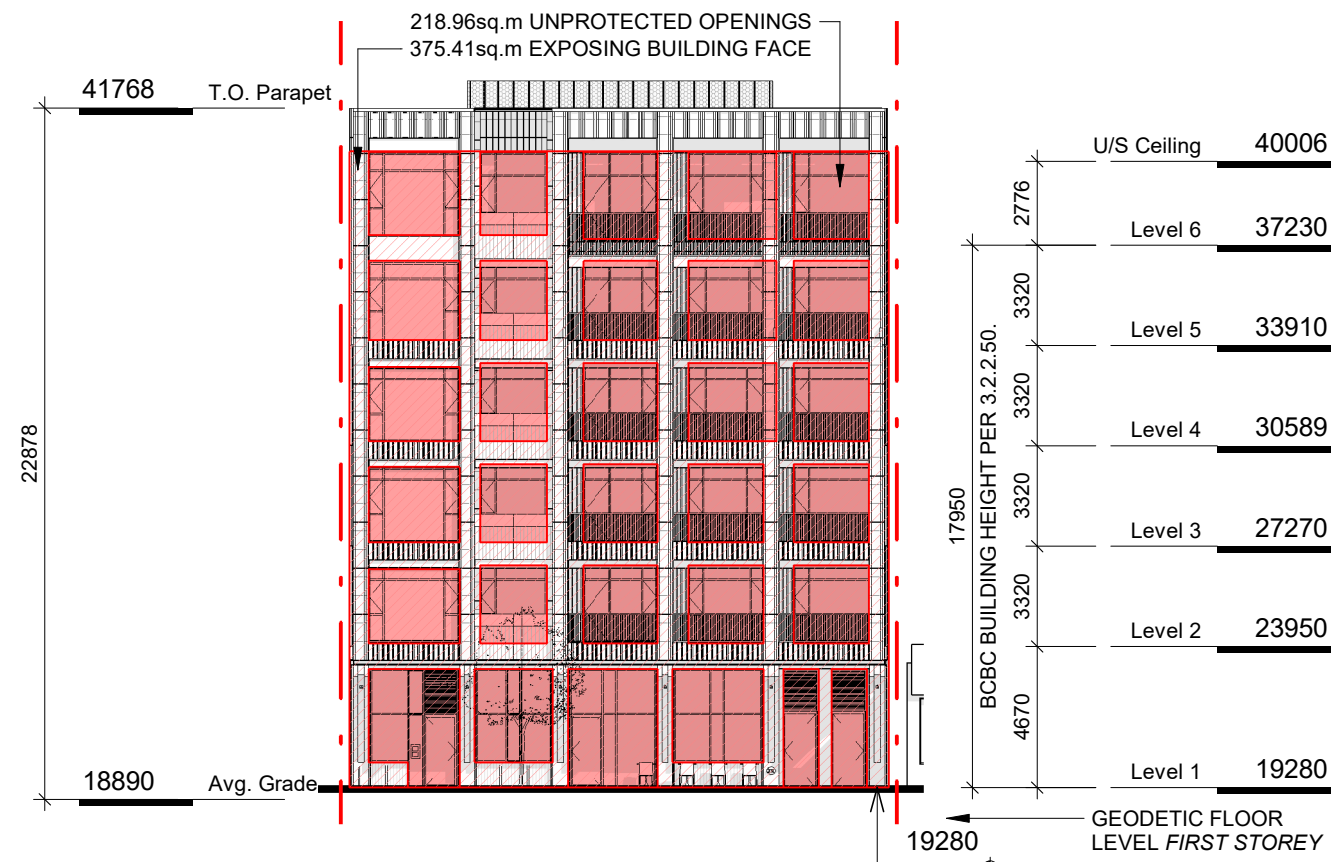 218.96sq.m UNPROTECTED OPENINGS
375.41sq.m EXPOSING BUILDING FACE
41768 T.O. Parapet
U/S Ceiling 40006
2776
Level 6 37230
3320
Level 5 33910
3320
Level 4 30589
3320
Level 3 27270
3320
Level 2 23950
4670
Level 1 19280
22878
17950
BCBC BUILDING HEIGHT PER 3.2.2.50.
18890 Avg. Grade
GEODETIC FLOOR
LEVEL FIRST STOREY
19280